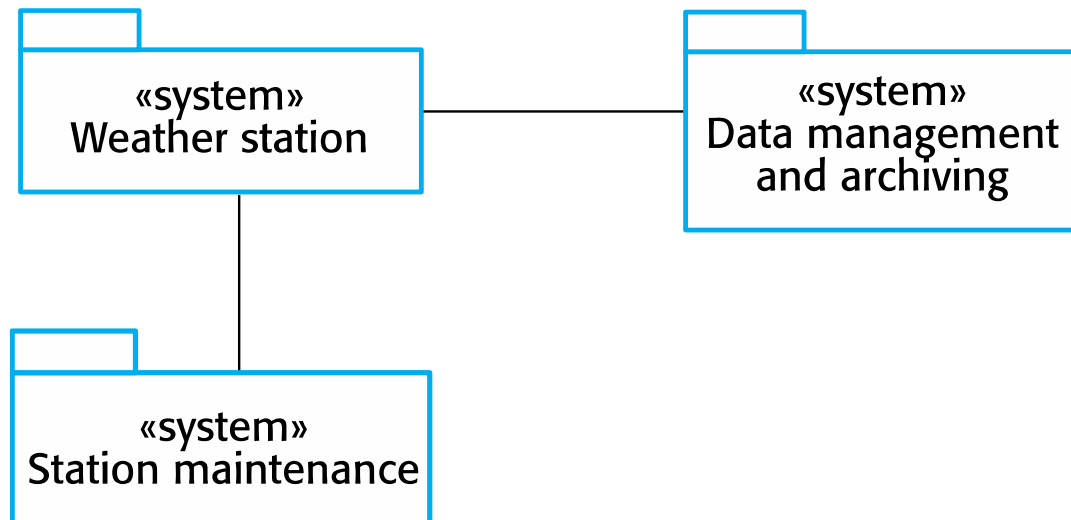 «system»
Weather station
«system»
Data management
and archiving
«system»
Station maintenance